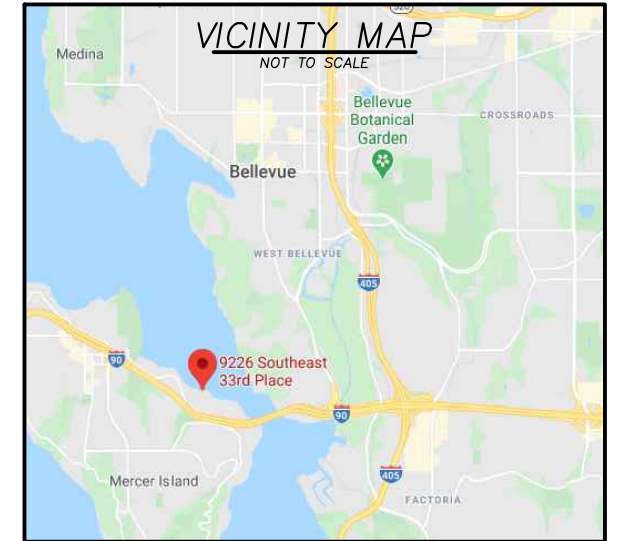 520
VICINITY MAP
NOT TO SCALE
Medina
Bellevue
Botanical
Garden
CROSSROADS
Bellevue
WEST BELLEVUE
405
90
9226 Southeast
33rd Place
90
405
Mercer Island
FACTORIA